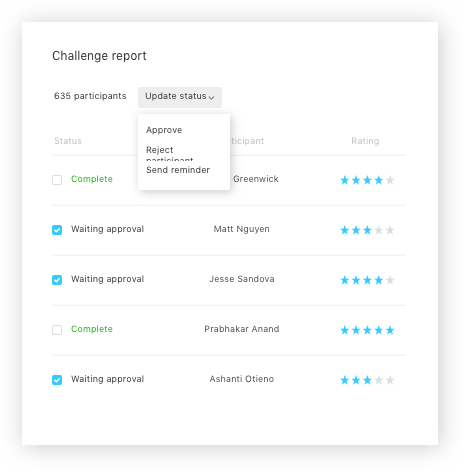 Challenge report
635 participants Update status
Approve
Status ticipant Rating
Reject
participant
Send reminder
Complete Greenwick
Waiting approval Matt Nguyen
Waiting approval Jesse Sandova
Complete Prabhakar Anand
Waiting approval Ashanti Otieno